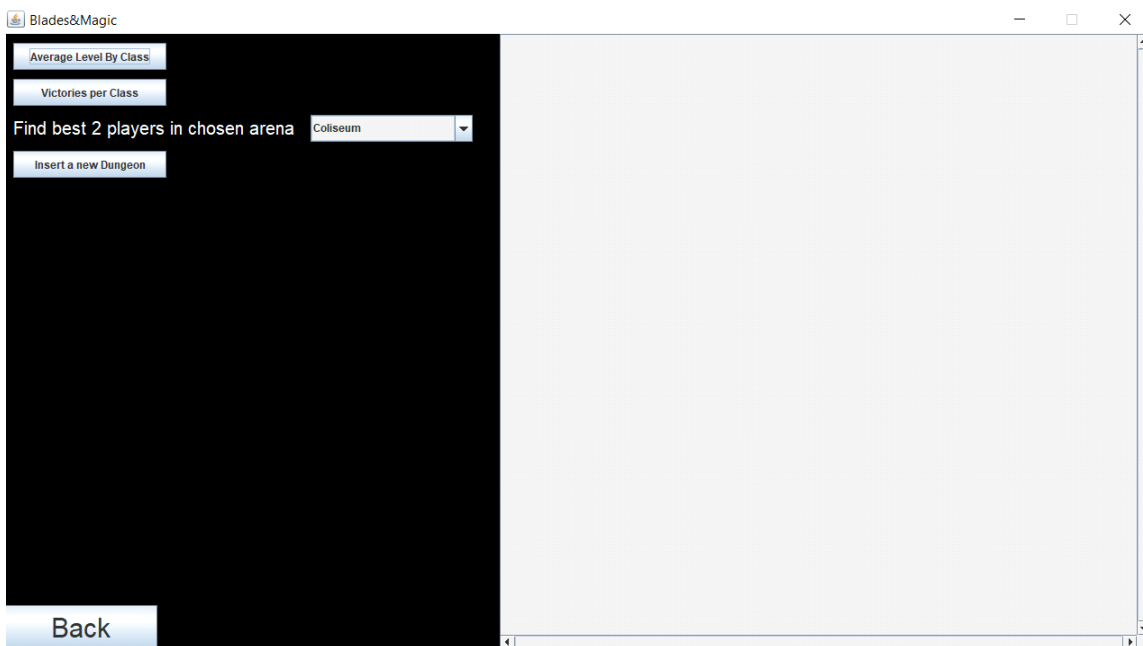 Blades&Magic
Average Level By Class
Victories per Class
Find best 2 players in chosen arena Coliseum
Insert a new Dungeon
Back